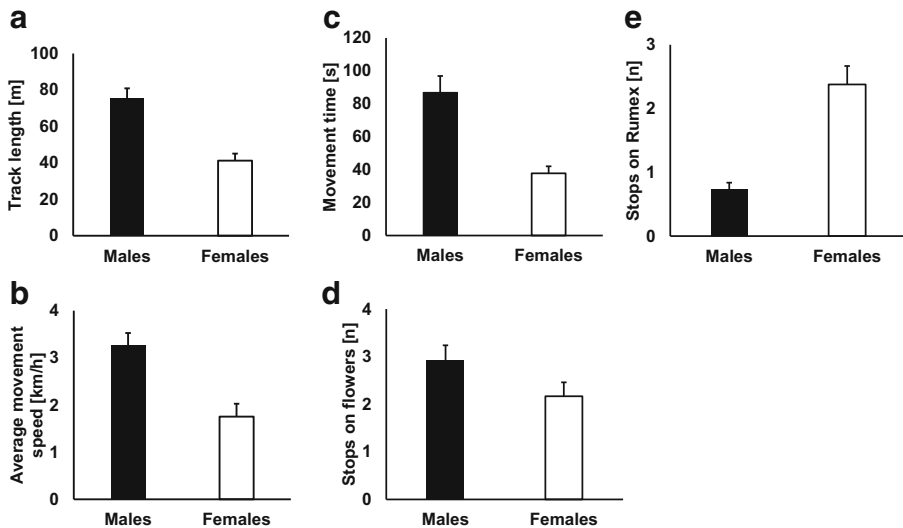 a
Track length [m]
100
80
60
40
20
0
Males Females
b
Average movement
speed [km/h]
4
3
2
1
0
Males Females
c
Movement time [s]
120
100
80
60
40
20
0
Males Females
d
Stops on flowers [n]
4
3
2
1
0
Males Females
e
Stops on Rumex [n]
3
2
1
0
Males Females